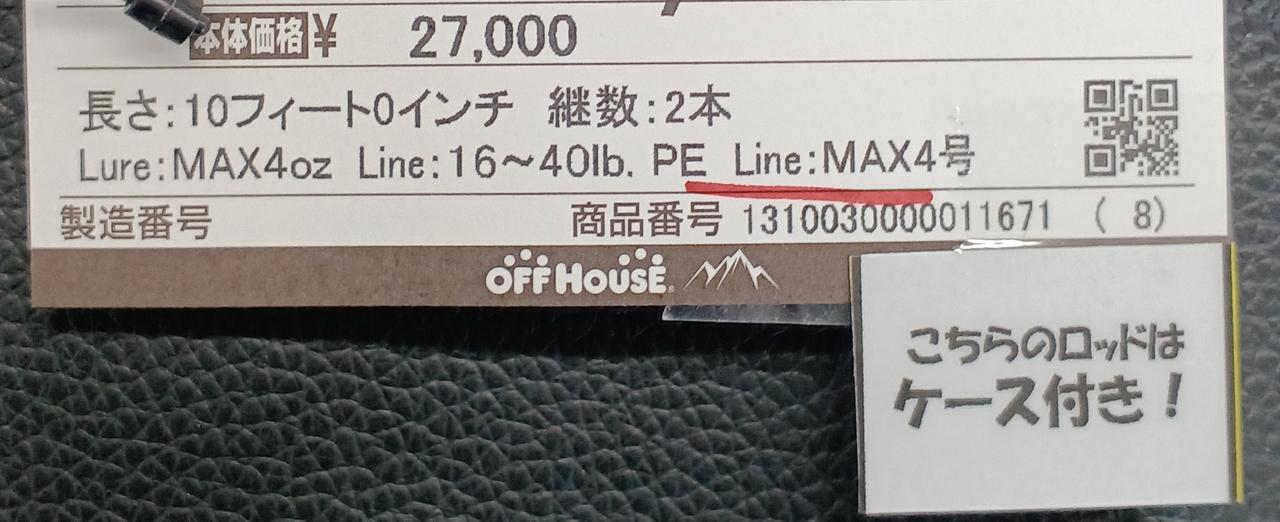 本体価格 ¥ 27,000
長さ:10フィート0インチ 継数:2本
Lure:MAX4oz Line:16～40lb. PE Line:MAX4号
製造番号 商品番号 1310030000011671 ( 8)
OFF HOUSE
こちらのロッドは
ケース付き!